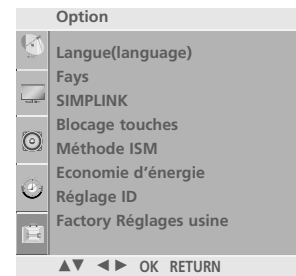 Option
Langue(language)
Fays
SIMPLINK
Blocage touches
Méthode ISM
Economie d'énergie
Réglage ID
Factory Réglages usine
▲▼ ◄ ► OK RETURN